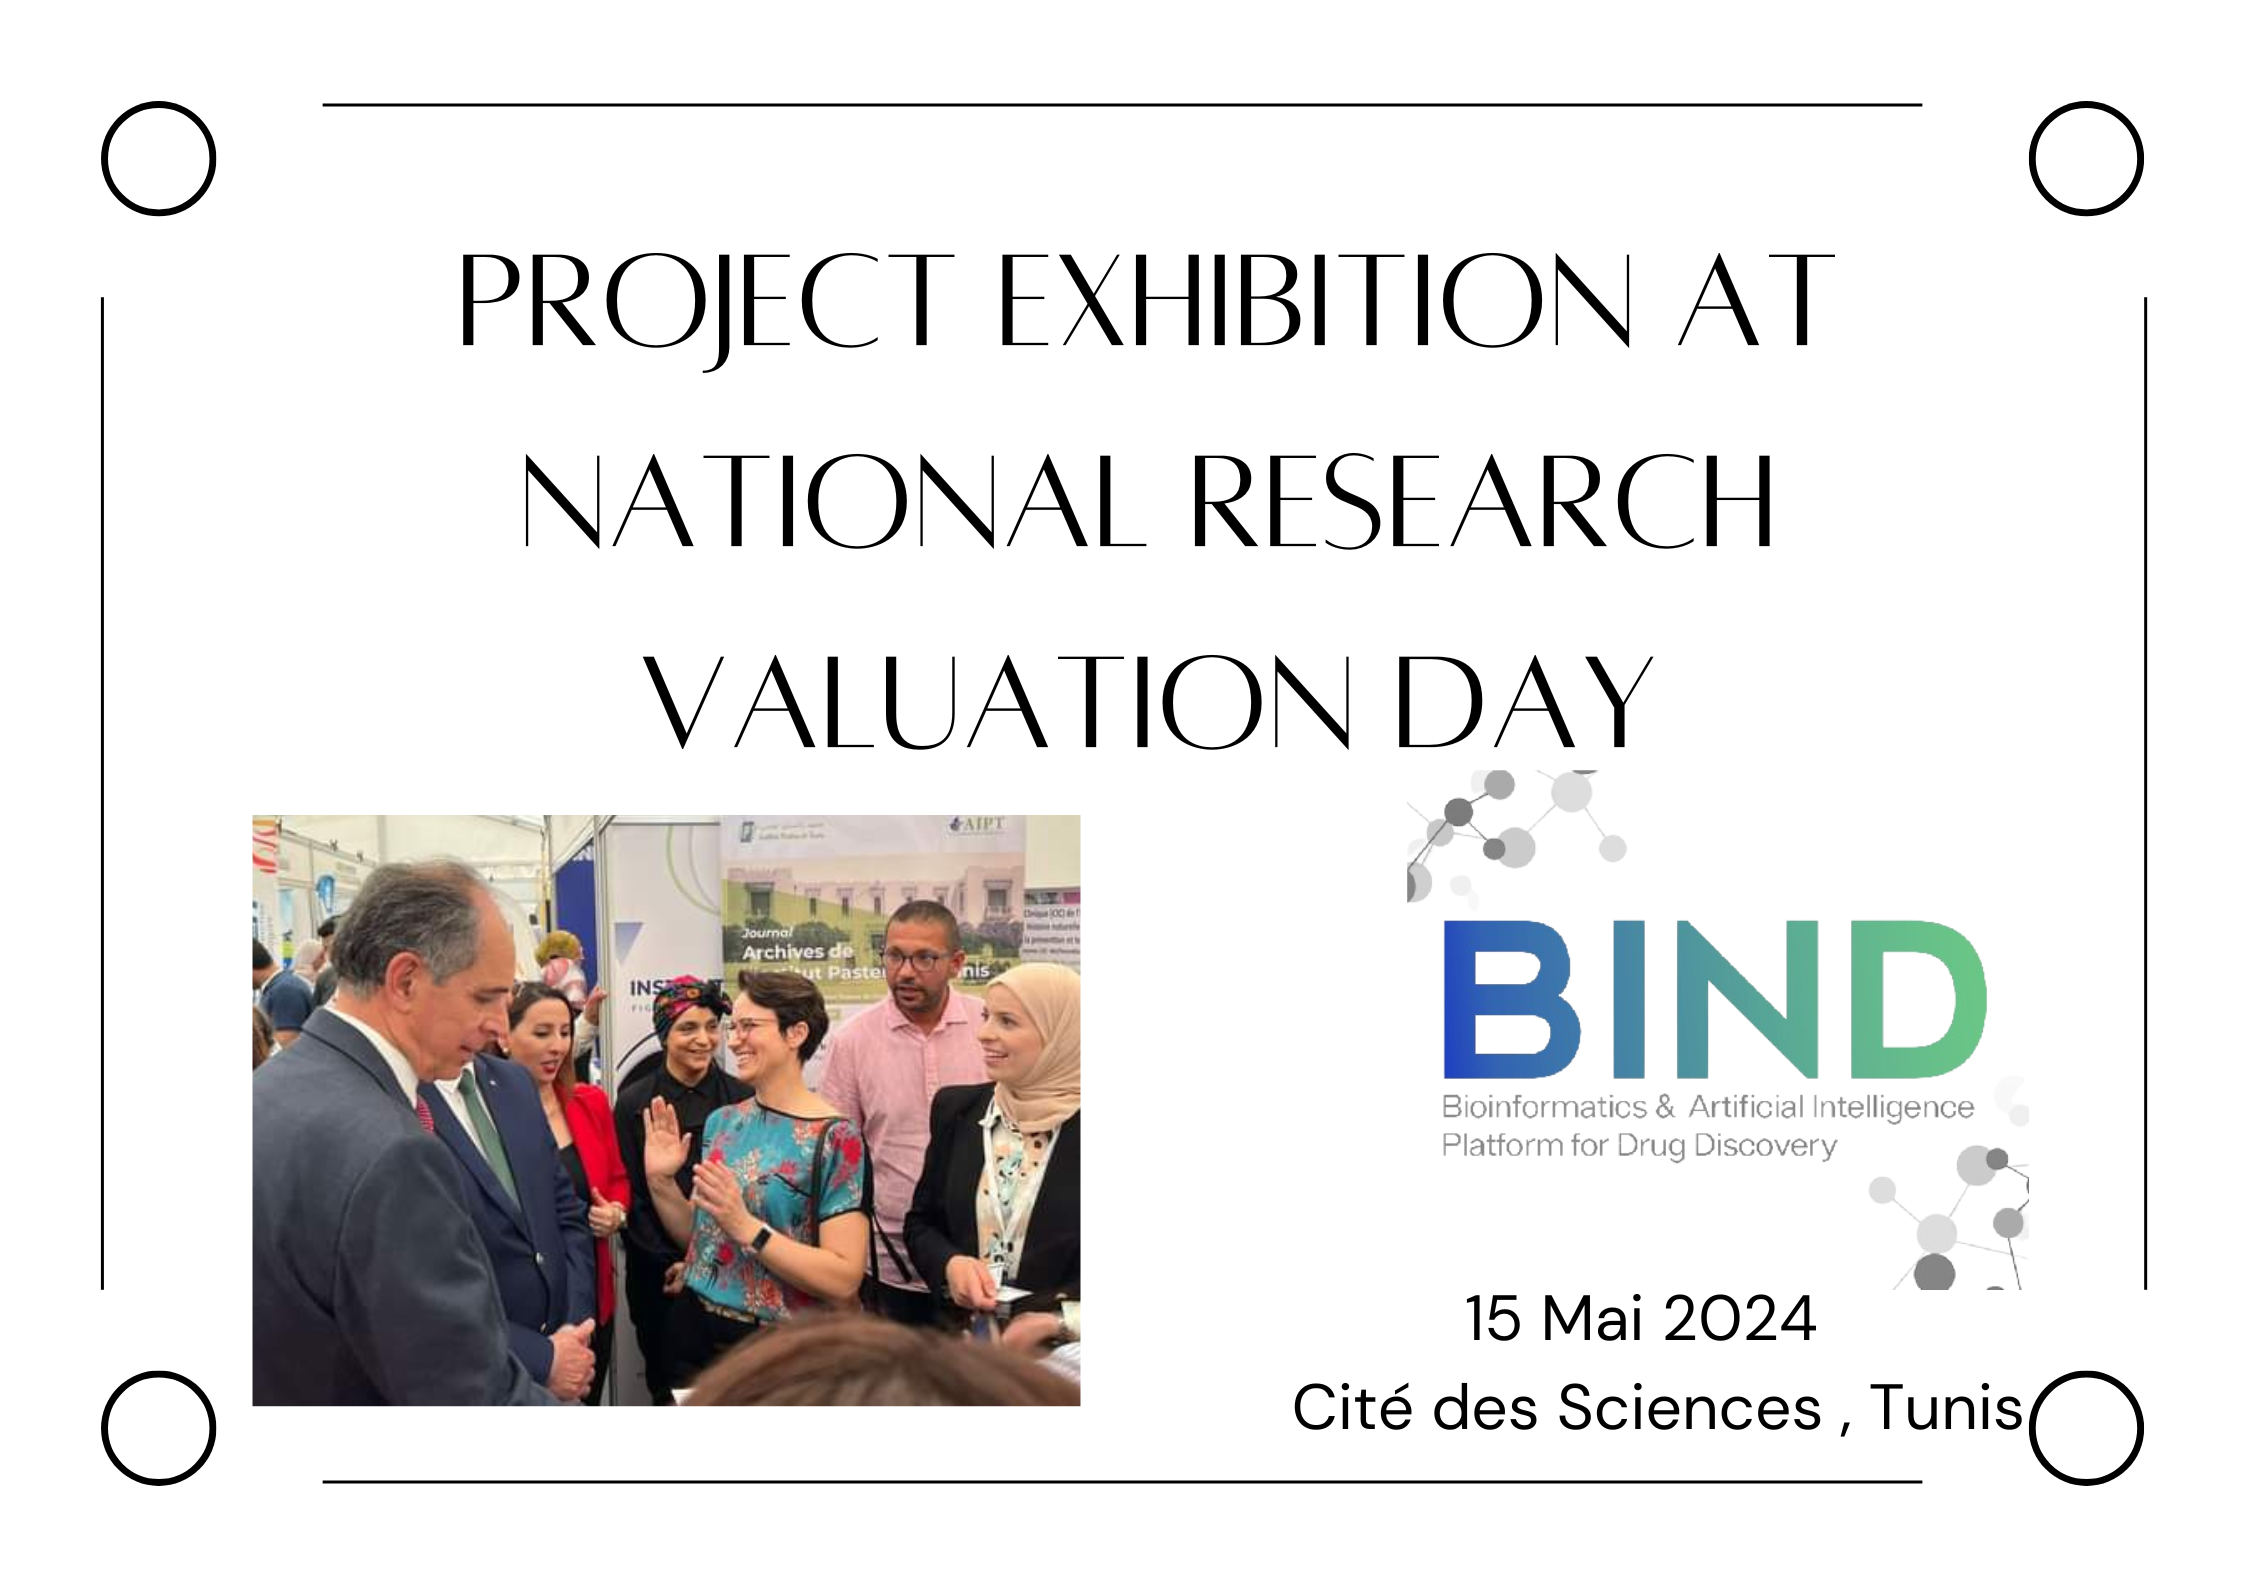 PROJECT EXHIBITION AT
NATIONAL RESEARCH
VALUATION DAY
AIPT
Journal
Archives de
BIND
Bioinformatics & Artificial Intelligence
Platform for Drug Discovery
15 Mai 2024
Cité des Sciences , Tunis